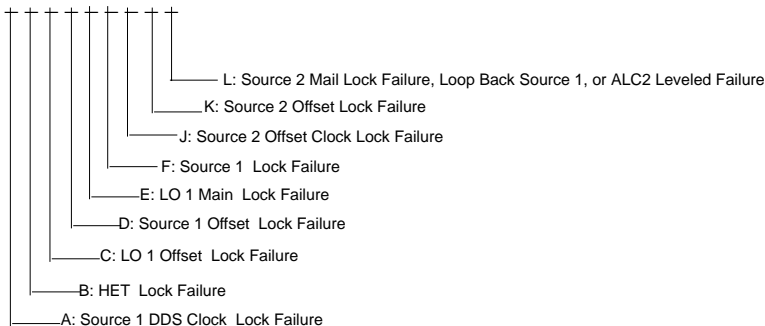 L: Source 2 Mail Lock Failure, Loop Back Source 1, or ALC2 Leveled Failure
K: Source 2 Offset Lock Failure
J: Source 2 Offset Clock Lock Failure
F: Source 1 Lock Failure
E: LO 1 Main Lock Failure
D: Source 1 Offset Lock Failure
C: LO 1 Offset Lock Failure
B: HET Lock Failure
A: Source 1 DDS Clock Lock Failure